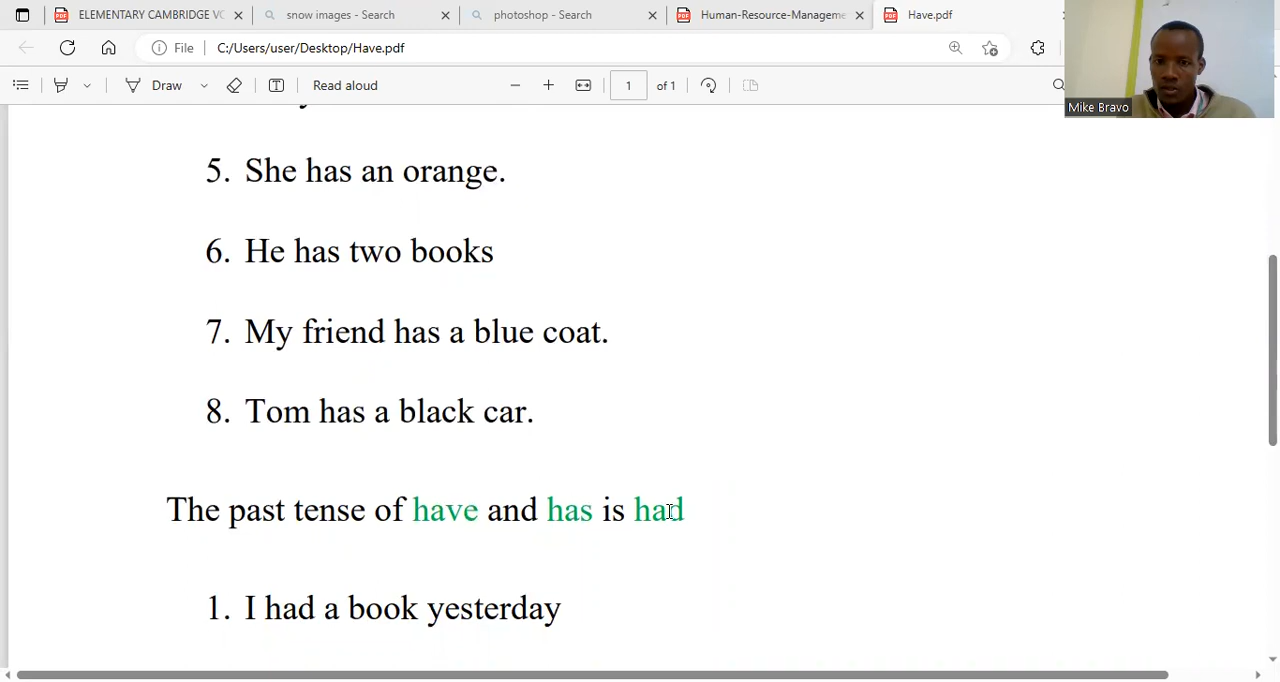 ELEMENTARY CAMBRIDGE VC
snow images - Search
photoshop - Search
Human-Resource-Manageme
Have.pdf
File
C:/Users/user/Desktop/Have.pdf
Draw
Read aloud
1 of 1
Mike Bravo
5. She has an orange.
6. He has two books
7. My friend has a blue coat.
8. Tom has a black car.
The past tense of have and has is had
1. I had a book yesterday